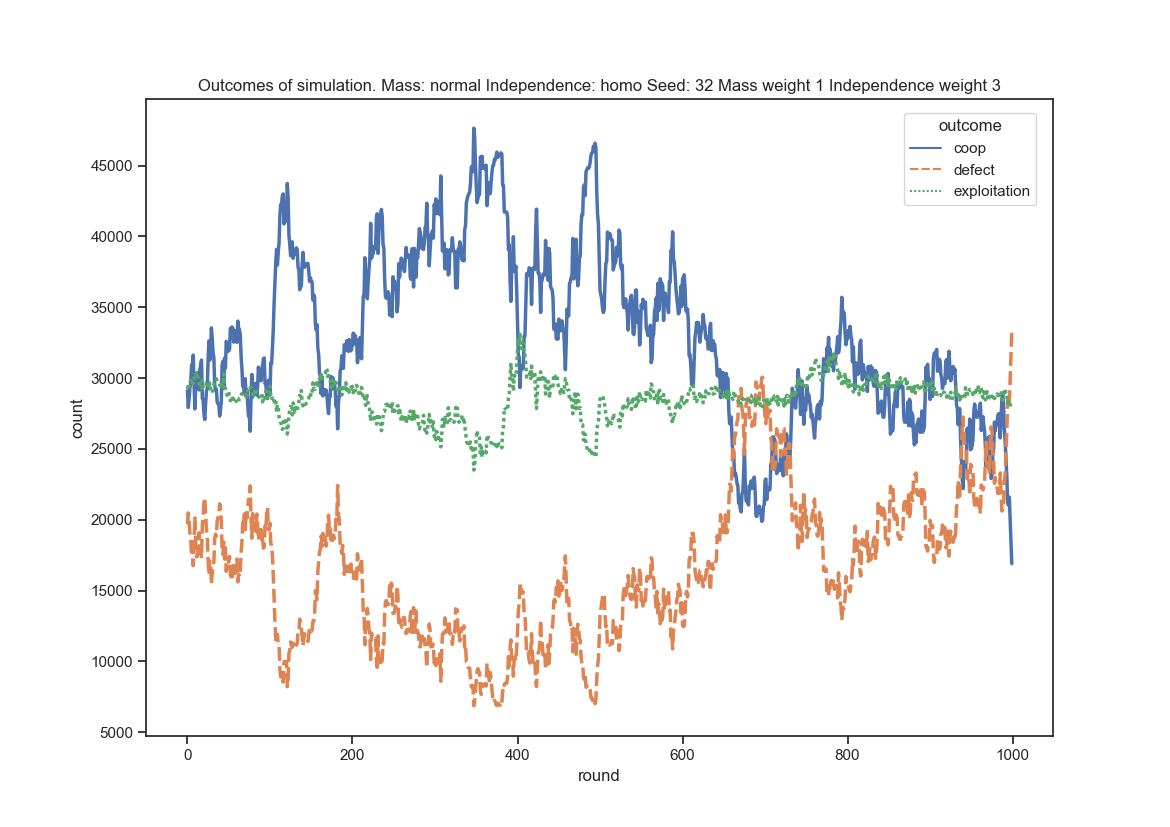 Outcomes of simulation. Mass: normal Independence: homo Seed: 32 Mass weight 1 Independence weight 3
outcome
coop
defect
exploitation
45000
40000
35000
30000
25000
20000
15000
10000
5000
count
0 200 400 600 800 1000
round